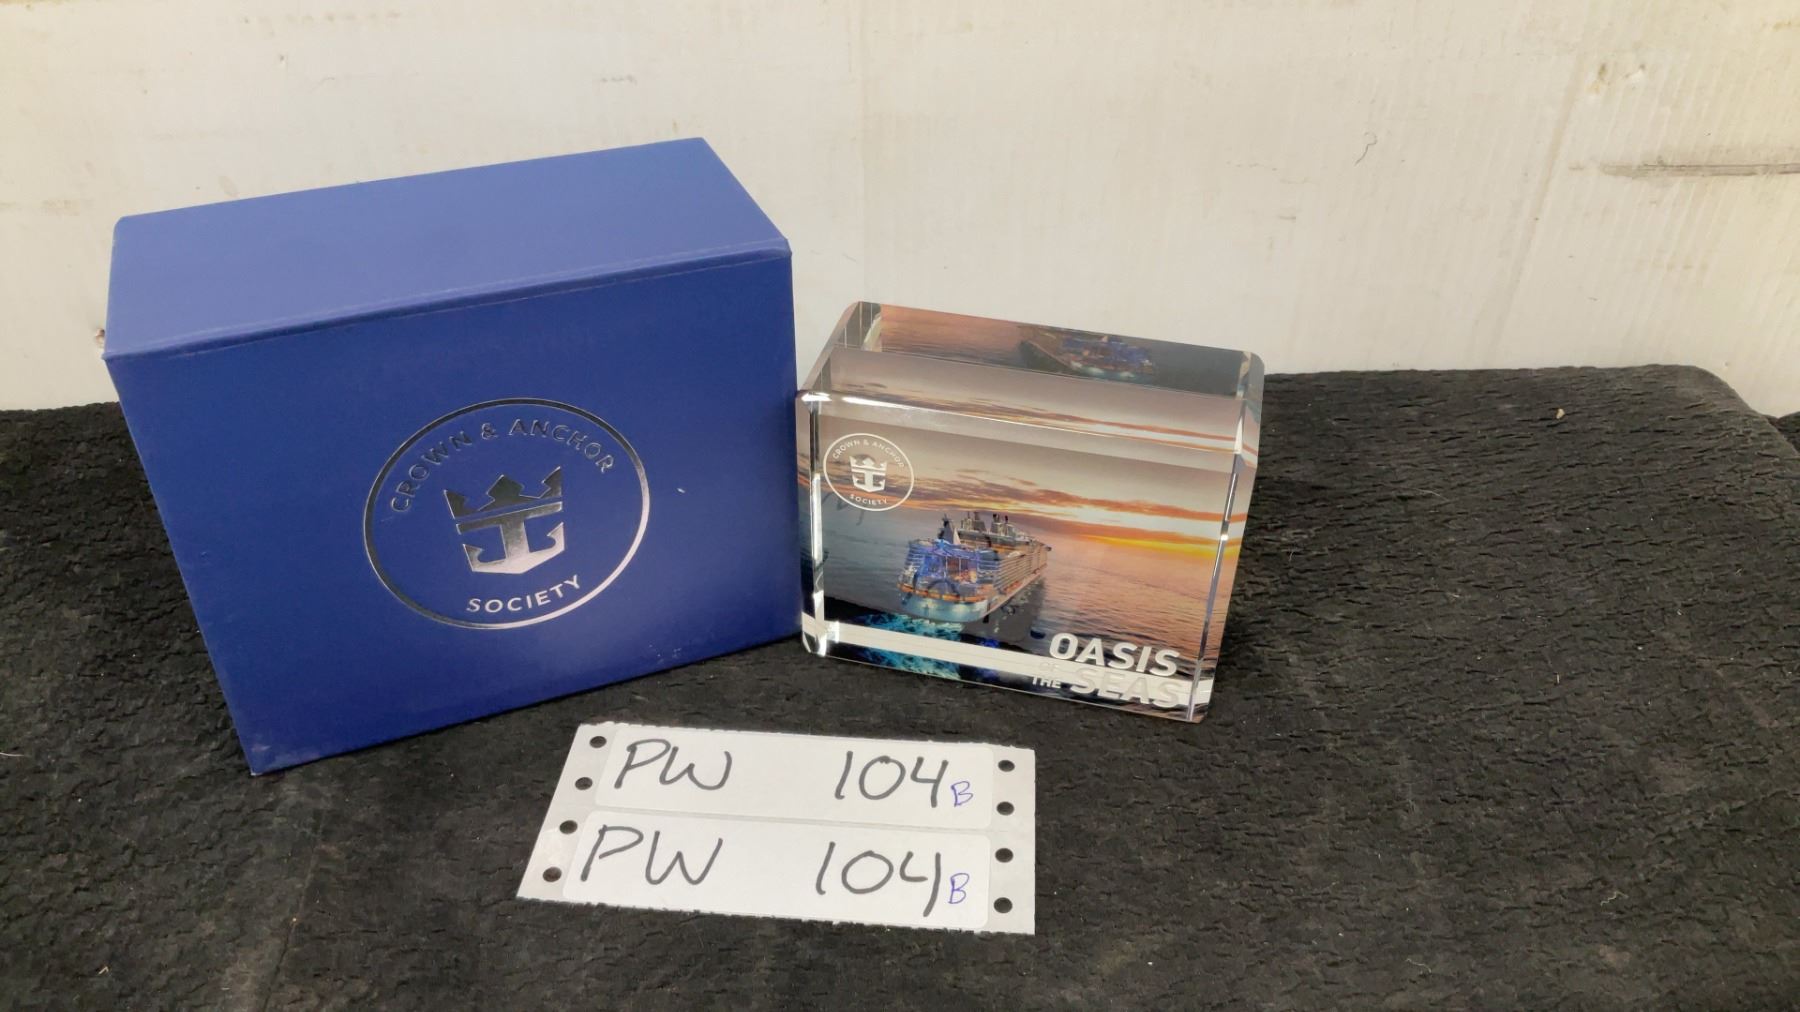 CROWN & ANCHOR
SOCIETY
CROWN & ANCHOR
SOCIETY
OASIS
OF
THE SEAS
PW 104B
PW 104B